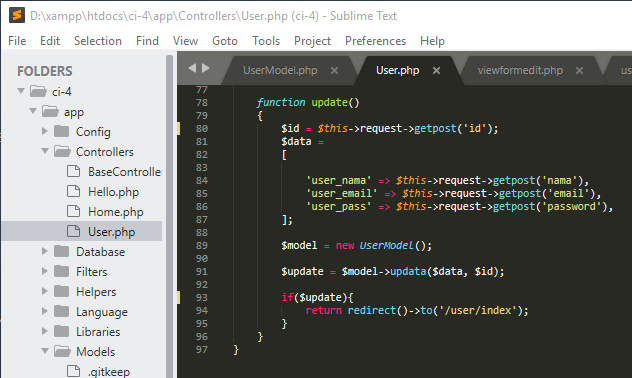 D:\xampp\htdocs\ci-4\app\Controllers\User.php (ci-4) - Sublime Text
File Edit Selection Find View Goto Tools Project Preferences Help
FOLDERS
ci-4
app
Config
Controllers
BaseControlle
Hello.php
Home.php
User.php
Database
Filters
Helpers
Language
Libraries
Models
.gitkeep
UserModel.php × User.php × viewformedit.php × us
77
78 function update()
79 {
80 $id = $this->request->getpost('id');
81 $data =
82 [
83
84 'user_nama' => $this->request->getpost('nama'),
85 'user_email' => $this->request->getpost('email'),
86 'user_pass' => $this->request->getpost('password'),
87 ];
88
89 $model = new UserModel();
90
91 $update = $model->updata($data, $id);
92
93 if($update){
94 return redirect()->to('/user/index');
95 }
96 }
97 }